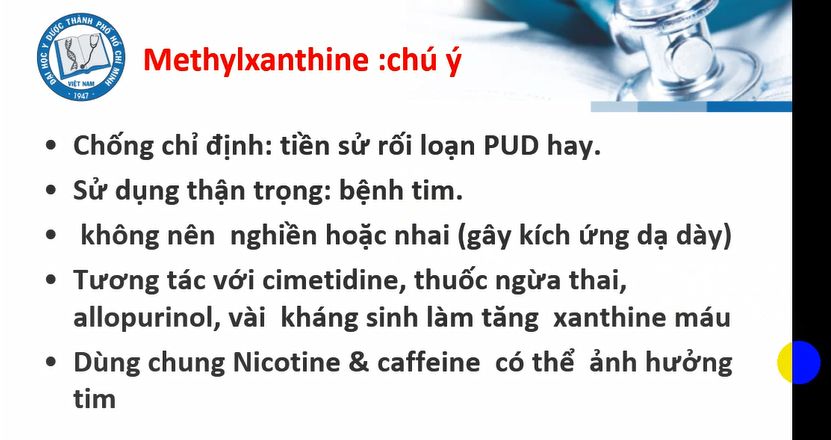 ĐẠI HỌC Y DƯỢC THÀNH PHỐ HỒ CHÍ MINH
VIỆT NAM
· 1947 ·
Methylxanthine :chú ý
• Chống chỉ định: tiền sử rối loạn PUD hay.
• Sử dụng thận trọng: bệnh tim.
• không nên nghiền hoặc nhai (gây kích ứng dạ dày)
• Tương tác với cimetidine, thuốc ngừa thai,
allopurinol, vài kháng sinh làm tăng xanthine máu
• Dùng chung Nicotine & caffeine có thể ảnh hưởng
tim